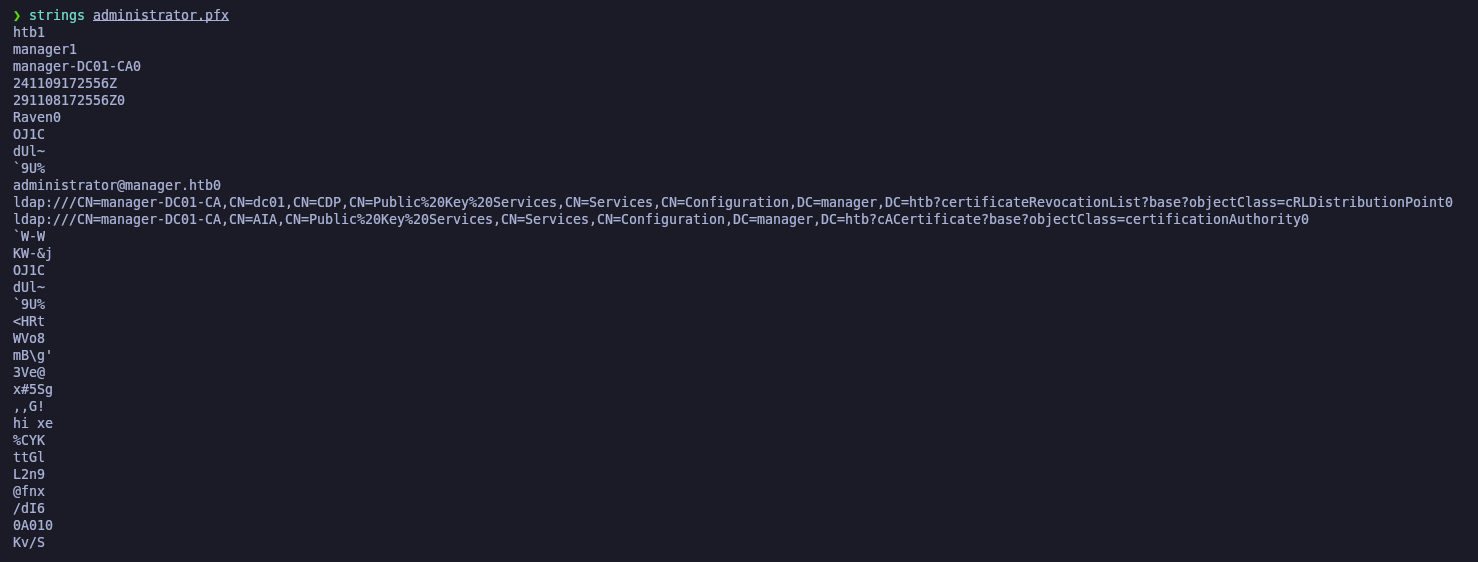 ❯ strings administrator.pfx
htb1
manager1
manager-DC01-CA0
241109172556Z
291108172556Z0
Raven0
OJ1C
dUl~
`9U%
administrator@manager.htb0
ldap:///CN=manager-DC01-CA,CN=dc01,CN=CDP,CN=Public%20Key%20Services,CN=Services,CN=Configuration,DC=manager,DC=htb?certificateRevocationList?base?objectClass=cRLDistributionPoint0
ldap:///CN=manager-DC01-CA,CN=AIA,CN=Public%20Key%20Services,CN=Services,CN=Configuration,DC=manager,DC=htb?cACertificate?base?objectClass=certificationAuthority0
`W-W
KW-&j
OJ1C
dUl~
`9U%
<HRt
WVo8
mB\g'
3Ve@
x#5Sg
,,G!
hi xe
%CYK
ttGl
L2n9
@fnx
/dI6
0A010
Kv/S